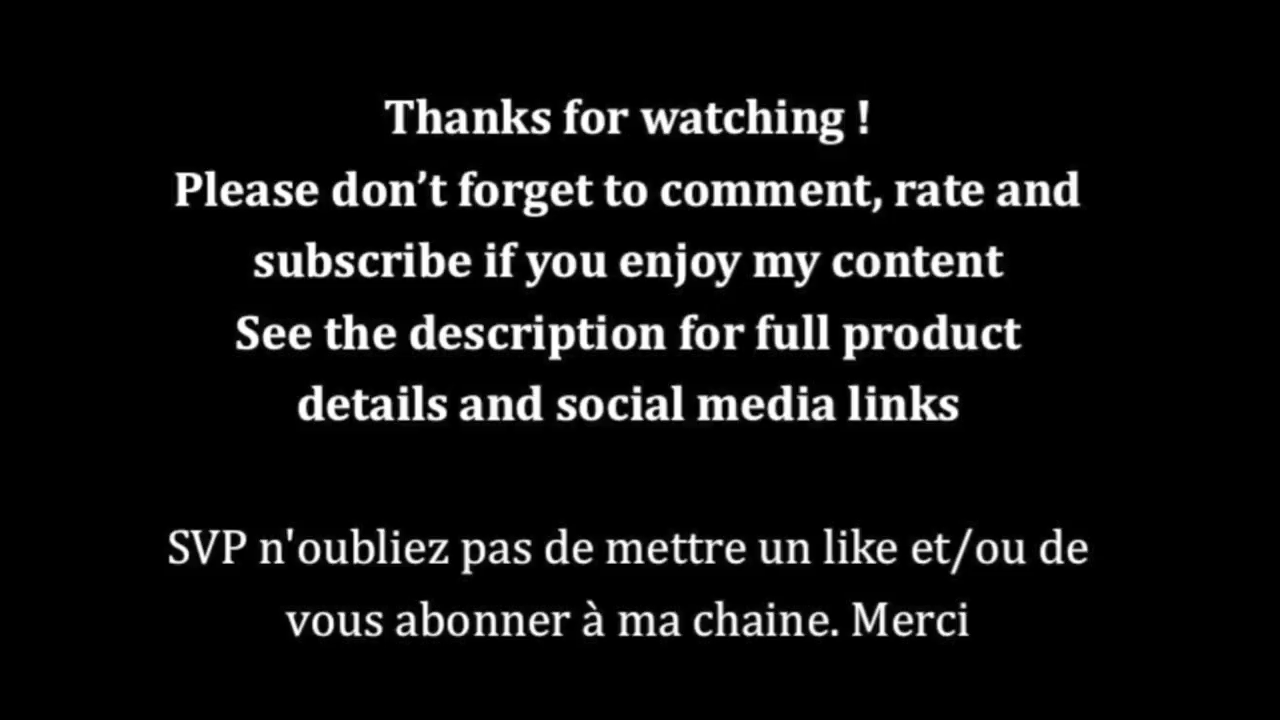 Thanks for watching !
Please don’t forget to comment, rate and
subscribe if you enjoy my content
See the description for full product
details and social media links
SVP n'oubliez pas de mettre un like et/ou de
vous abonner à ma chaine. Merci